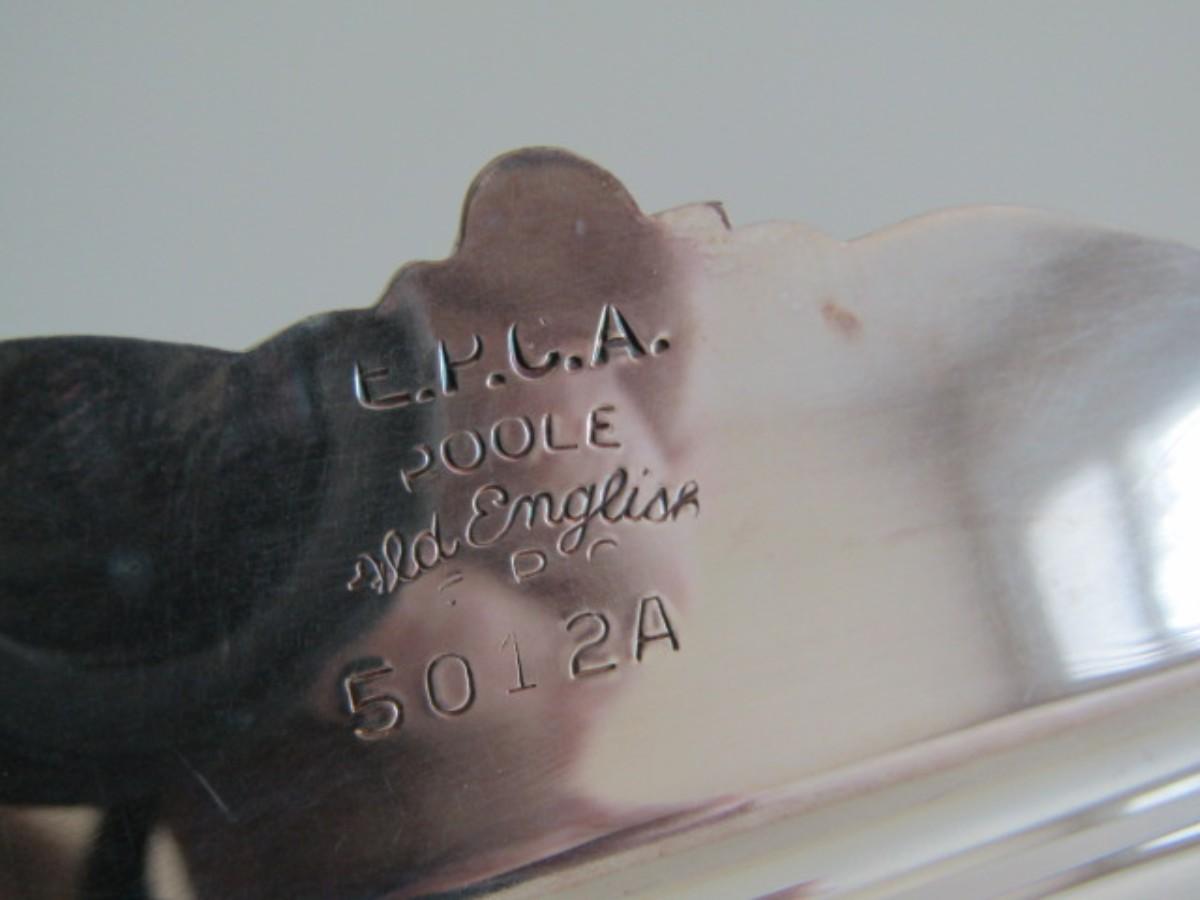 E.P.C.A.
POOLE
Old English
5012A